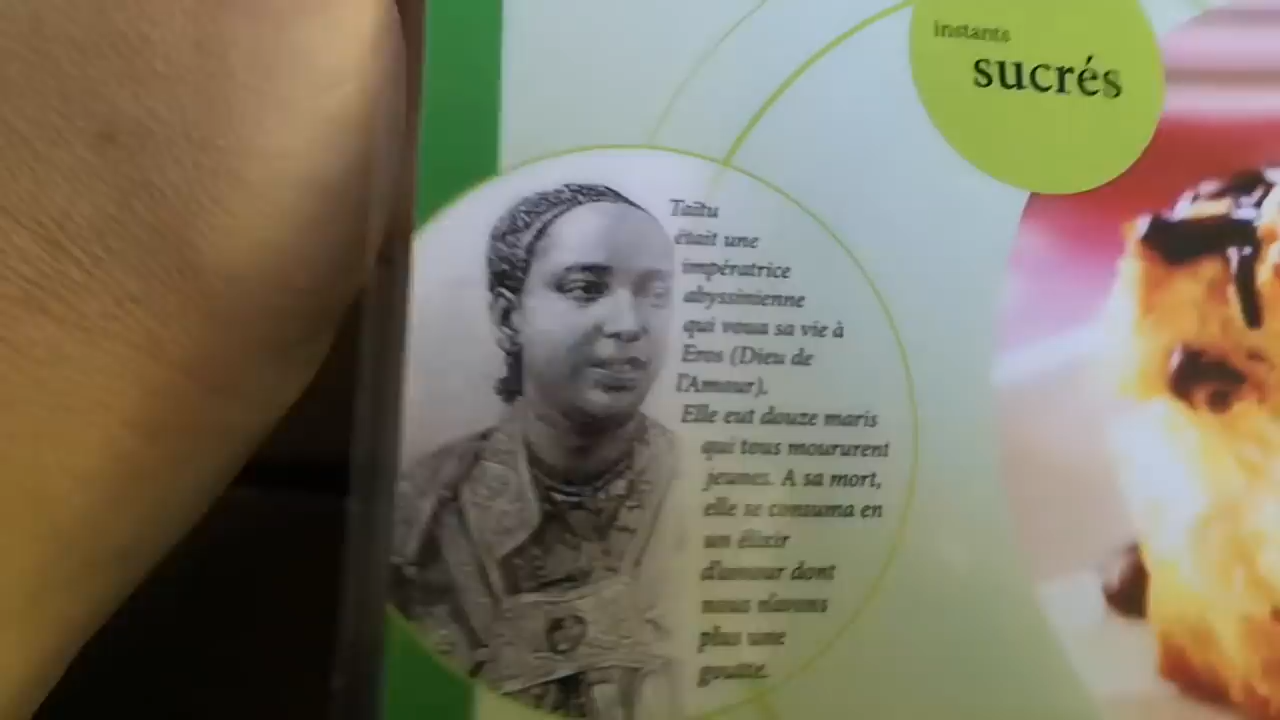 instants
sucrés
Taïtu
était une
impératrice
abyssinienne
qui voua sa vie à
Eros (Dieu de
l'Amour).
Elle eut douze maris
qui tous moururent
jeunes. A sa mort,
elle se consuma en
un élixir
d'amour dont
nous n'avons
plus une
goutte.